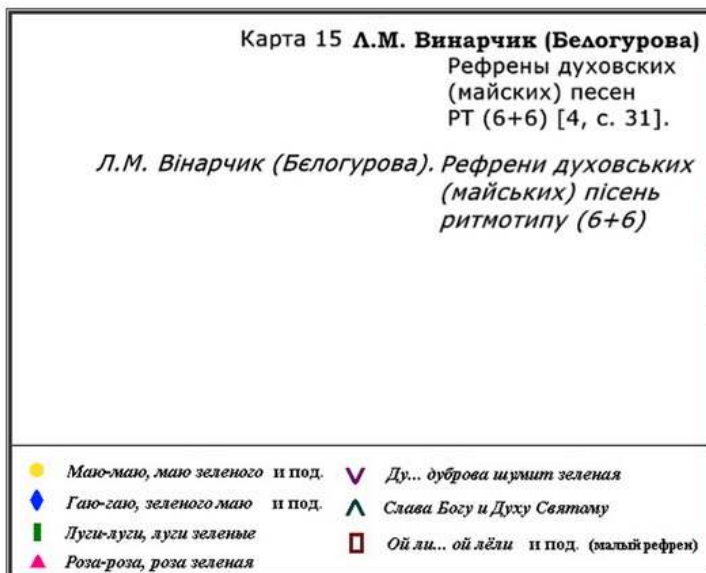 Карта 15 Л.М. Винарчик (Белогурова)
Рефрены духовских
(майских) песен
РТ (6+6) [4, с. 31].
Л.М. Вінарчик (Бєлогурова). Рефрени духовських
(майських) пісень
ритмотипу (6+6)
Маю-маю, маю зеленого и под.
Гаю-гаю, зеленого маю и под.
Луги-луги, луги зеленые
Роза-роза, роза зеленая
Ду... дуброва шумит зеленая
Слава Богу и Духу Святому
Ой ли... ой лёли и под. (малый рефрен)